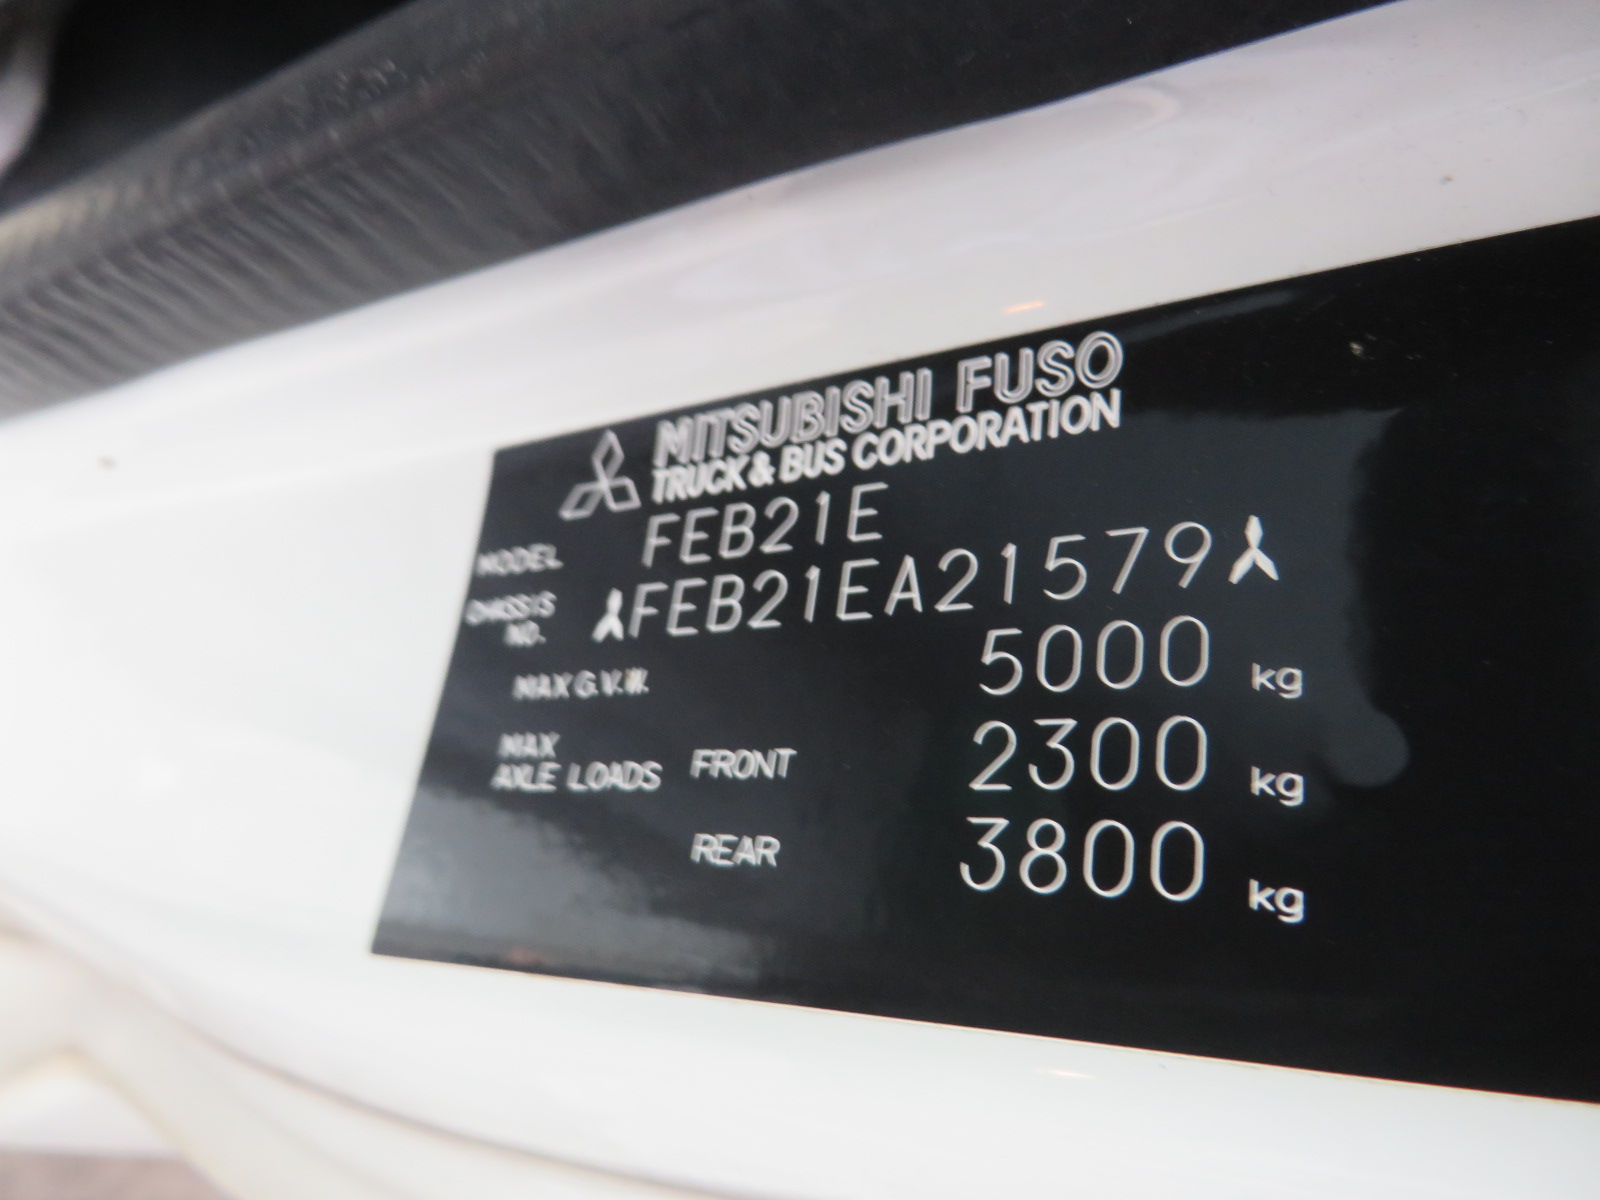 MITSUBISHI FUSO
TRUCK & BUS CORPORATION
MODEL FEB21E
CHASSIS NO. FEB21EA21579
MAX G.V.W. 5000 kg
MAX AXLE LOADS FRONT 2300 kg
REAR 3800 kg